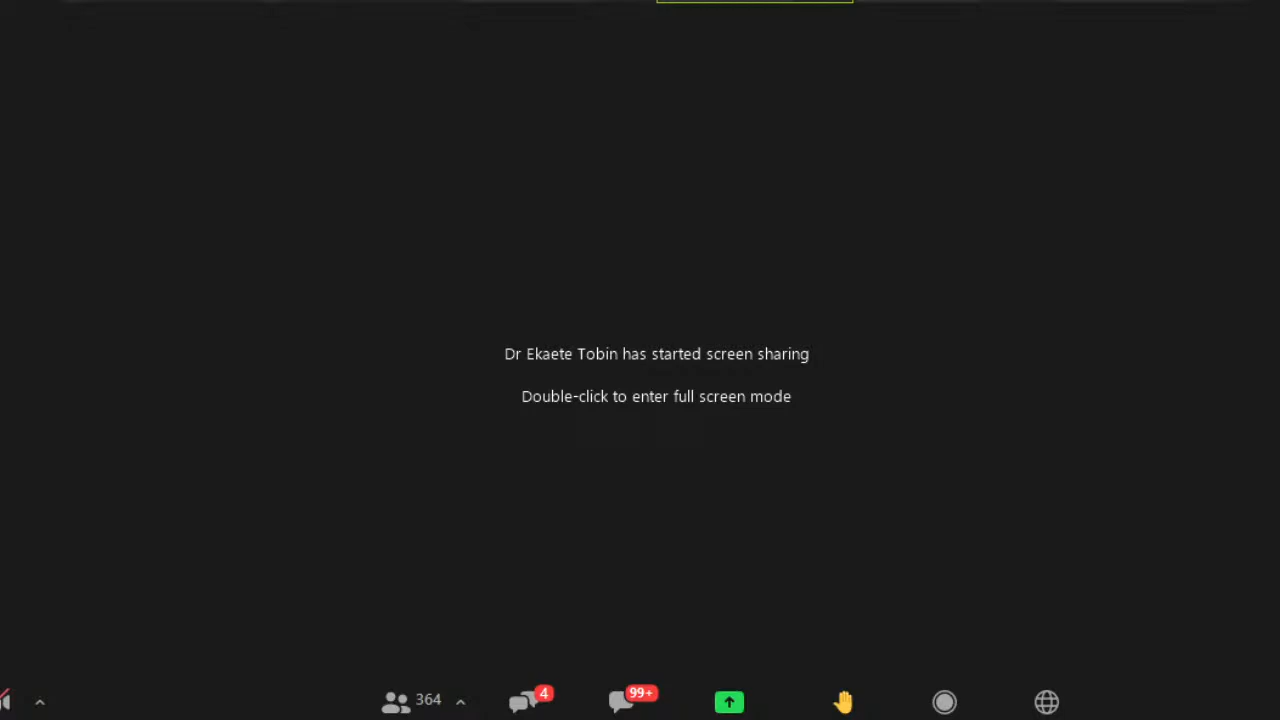 Dr Ekaete Tobin has started screen sharing
Double-click to enter full screen mode
364
4
99+